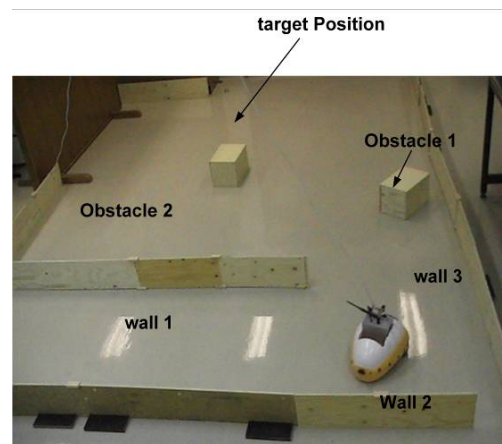 target Position
Obstacle 1
Obstacle 2
wall 3
wall 1
Wall 2